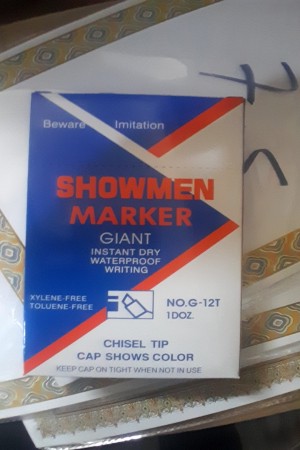 Beware Imitation
SHOWMEN
MARKER
GIANT
INSTANT DRY
WATERPROOF
WRITING
XYLENE-FREE
TOLUENE-FREE
NO.G-12T
1DOZ.
CHISEL TIP
CAP SHOWS COLOR
KEEP CAP ON TIGHT WHEN NOT IN USE